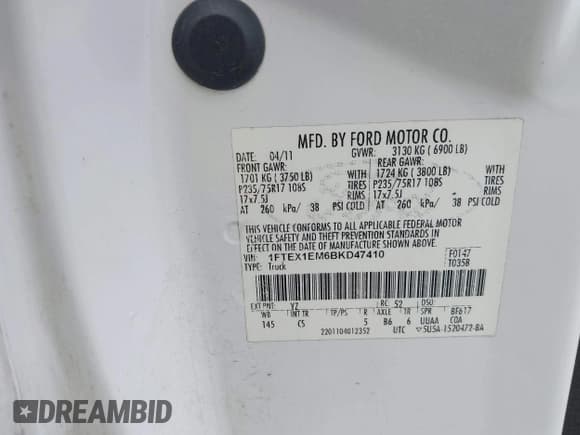 MFD. BY FORD MOTOR CO.
DATE: 04/11 GVWR: 3130 KG ( 6900 LB)
FRONT GAWR: REAR GAWR:
1701 KG ( 3750 LB) 1724 KG ( 3800 LB)
P235/75R17 108S TIRES P235/75R17 108S TIRES
17x7.5J RIMS 17x7.5J RIMS
AT 260 kPa/ 38 PSI COLD AT 260 kPa/ 38 PSI COLD
THIS VEHICLE CONFORMS TO ALL APPLICABLE FEDERAL MOTOR
VEHICLE SAFETY AND THEFT PREVENTION STANDARDS IN EFFECT
ON THE DATE OF MANUFACTURE SHOWN ABOVE.
VIN: 1FTEX1EM6BKD47410 F0147
TYPE: Truck T035B
EXT PNT: YZ RC: 52 DSO:
WB INT TR TP/PS R AXLE TR SPR BF617
145 CS 5 B6 6 UUAA COA
2201104012352 UTC 5U5A-1520472-BA
DREAMBID